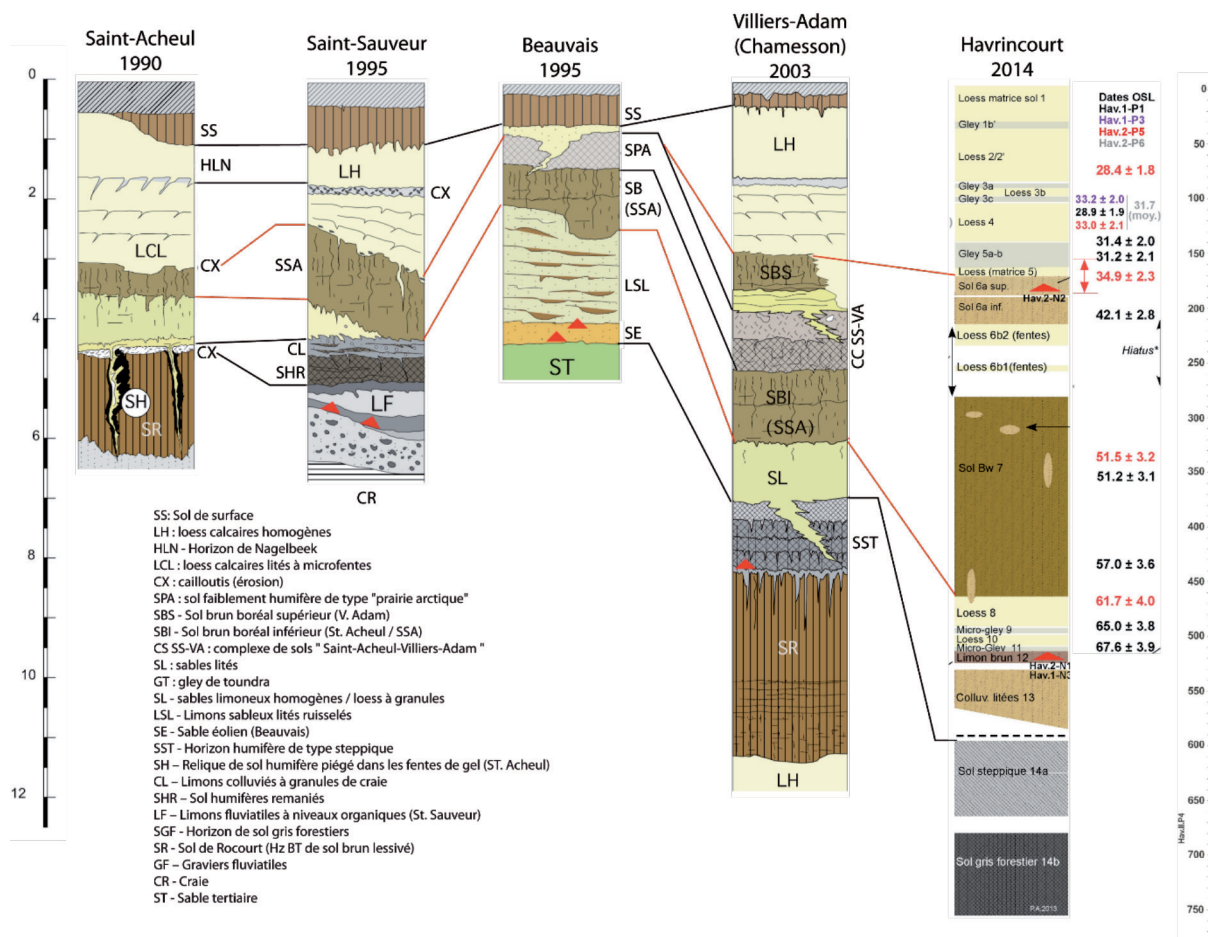 Saint-Acheul
1990
Saint-Sauveur
1995
Beauvais
1995
Villiers-Adam
(Chamesson)
2003
Havrincourt
2014
0
2
4
6
8
10
12
SS
HLN
LCL
CX
CX
SH
SR
LH
CX
SSA
CL
SHR
LF
CR
SS
SPA
SB
(SSA)
LSL
SE
ST
LH
SBS
CC SS-VA
SBI
(SSA)
SL
SST
SR
LH
Loess matrice sol 1
Gley 1b'
Loess 2/2'
Gley 3a
Loess 3b
Gley 3c
Loess 4
Gley 5a-b
Loess (matrice 5)
Sol 6a sup.
Hav.2-N2
Sol 6a inf.
Loess 6b2 (fentes)
Loess 6b1(fentes)
Sol Bw 7
Loess 8
Micro-gley 9
Loess 10
Micro-Gley 11
Limon brun 12
Hav.2-N1
Hav.1-N3
Colluv. litées 13
Sol steppique 14a
Sol gris forestier 14b
P.A.2013
Dates OSL
Hav.1-P1
Hav.1-P3
Hav.2-P5
Hav.2-P6
28.4 ± 1.8
33.2 ± 2.0
28.9 ± 1.9
33.0 ± 2.1
31.7
(moy.)
31.4 ± 2.0
31.2 ± 2.1
34.9 ± 2.3
42.1 ± 2.8
Hiatus*
51.5 ± 3.2
51.2 ± 3.1
57.0 ± 3.6
61.7 ± 4.0
65.0 ± 3.8
67.6 ± 3.9
0
50
100
150
200
250
300
350
400
450
500
550
600
650
700
750
Hav.II.P4
SS: Sol de surface
LH : loess calcaires homogènes
HLN - Horizon de Nagelbeek
LCL : loess calcaires lités à microfentes
CX : cailloutis (érosion)
SPA : sol faiblement humifère de type "prairie arctique"
SBS - Sol brun boréal supérieur (V. Adam)
SBI - Sol brun boréal inférieur (St. Acheul / SSA)
CS SS-VA : complexe de sols " Saint-Acheul-Villiers-Adam "
SL : sables lités
GT : gley de toundra
SL - sables limoneux homogènes / loess à granules
LSL - Limons sableux lités ruisselés
SE - Sable éolien (Beauvais)
SST - Horizon humifère de type steppique
SH - Relique de sol humifère piégé dans les fentes de gel (ST. Acheul)
CL – Limons colluviés à granules de craie
SHR – Sol humifères remaniés
LF – Limons fluviatiles à niveaux organiques (St. Sauveur)
SGF - Horizon de sol gris forestiers
SR - Sol de Rocourt (Hz BT de sol brun lessivé)
GF – Graviers fluviatiles
CR - Craie
ST - Sable tertiaire